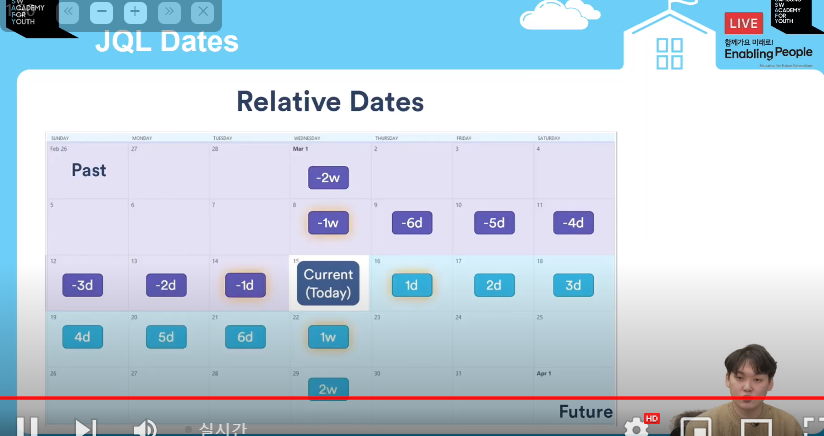 SW
ACADEMY
FOR
YOUTH
JQL Dates
LIVE
SW
ACADEMY
FOR
YOUTH
함께가요 미래로!
Enabling People
Relative Dates
SUNDAY MONDAY TUESDAY WEDNESDAY THURSDAY FRIDAY SATURDAY
Feb 26 27 28 Mar 1 2 3 4
Past -2w
5 6 7 8 9 10 11
-1w -6d -5d -4d
12 13 14 15 16 17 18
-3d -2d -1d Current (Today) 1d 2d 3d
19 20 21 22 23 24 25
4d 5d 6d 1w
26 27 28 29 30 31 Apr 1
2w
Future
실시간
HD